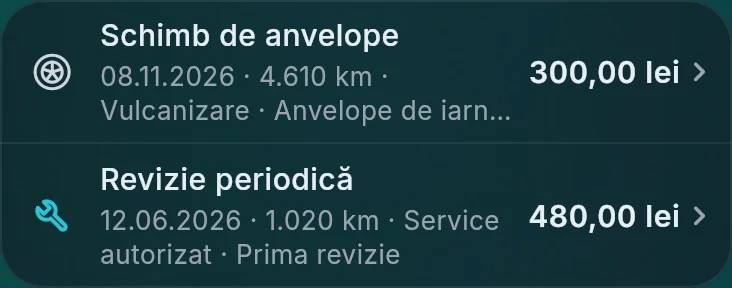 Schimb de anvelope
08.11.2026 · 4.610 km ·
Vulcanizare · Anvelope de iarn...
300,00 lei
Revizie periodică
12.06.2026 · 1.020 km · Service
autorizat · Prima revizie
480,00 lei